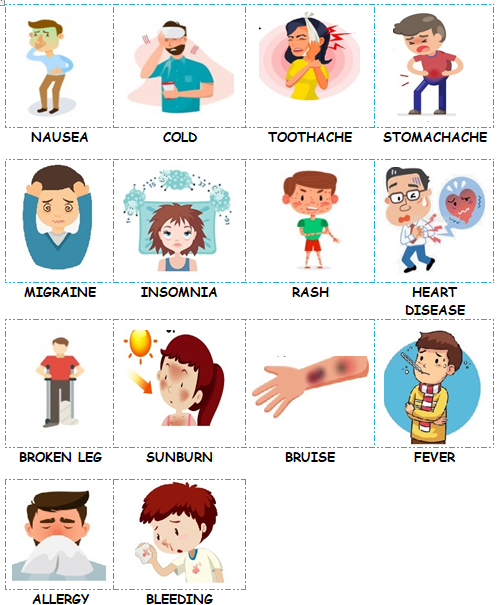 NAUSEA
COLD
TOOTHACHE
STOMACHACHE
MIGRAINE
INSOMNIA
RASH
HEART
DISEASE
BROKEN LEG
SUNBURN
BRUISE
FEVER
ALLERGY
BLEEDING